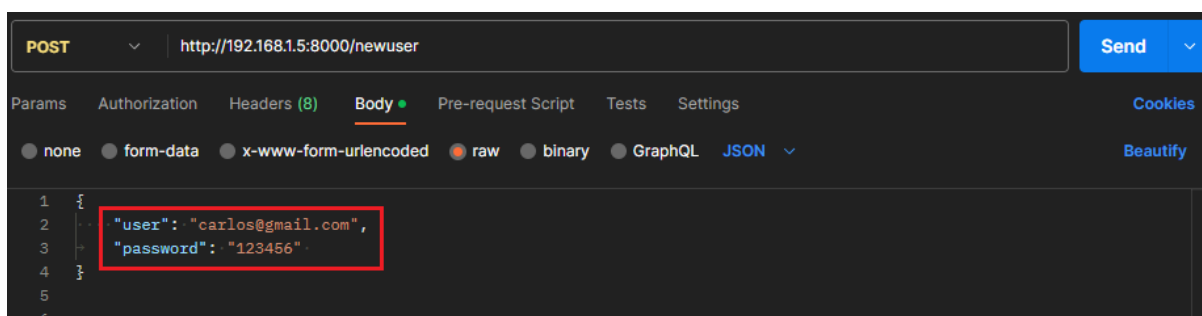 POST http://192.168.1.5:8000/newuser Send
Params Authorization Headers (8) Body Pre-request Script Tests Settings Cookies
none form-data x-www-form-urlencoded raw binary GraphQL JSON Beautify
1 {
2 "user": "carlos@gmail.com",
3 "password": "123456"
4 }
5